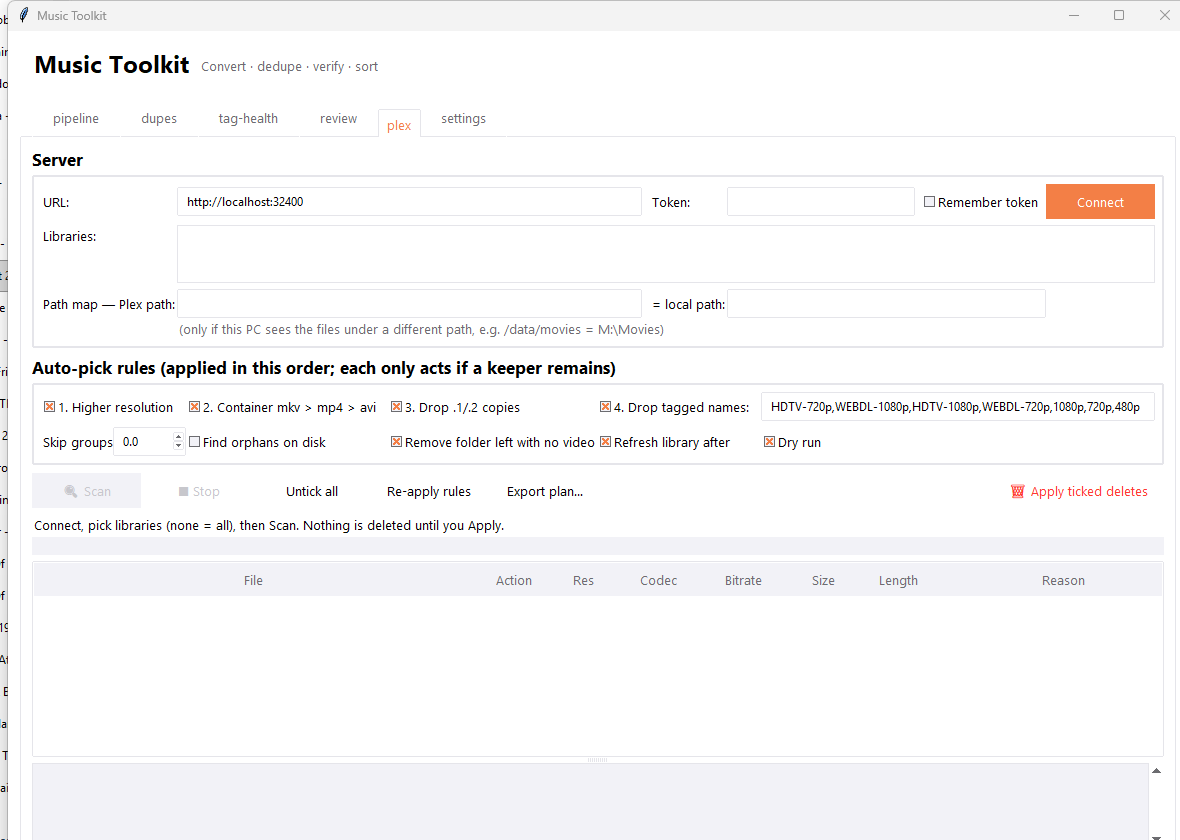 Music Toolkit
Music Toolkit Convert · dedupe · verify · sort
pipeline dupes tag-health review plex settings
Server
URL: http://localhost:32400 Token: Remember token Connect
Libraries:
Path map — Plex path: = local path:
(only if this PC sees the files under a different path, e.g. /data/movies = M:\Movies)
Auto-pick rules (applied in this order; each only acts if a keeper remains)
1. Higher resolution 2. Container mkv > mp4 > avi 3. Drop .1/.2 copies 4. Drop tagged names: HDTV-720p,WEBDL-1080p,HDTV-1080p,WEBDL-720p,1080p,720p,480p
Skip groups 0.0 Find orphans on disk Remove folder left with no video Refresh library after Dry run
Scan Stop Untick all Re-apply rules Export plan... Apply ticked deletes
Connect, pick libraries (none = all), then Scan. Nothing is deleted until you Apply.
File Action Res Codec Bitrate Size Length Reason